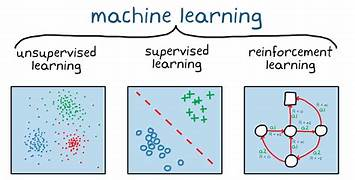 machine learning
unsupervised
learning
supervised
learning
reinforcement
learning